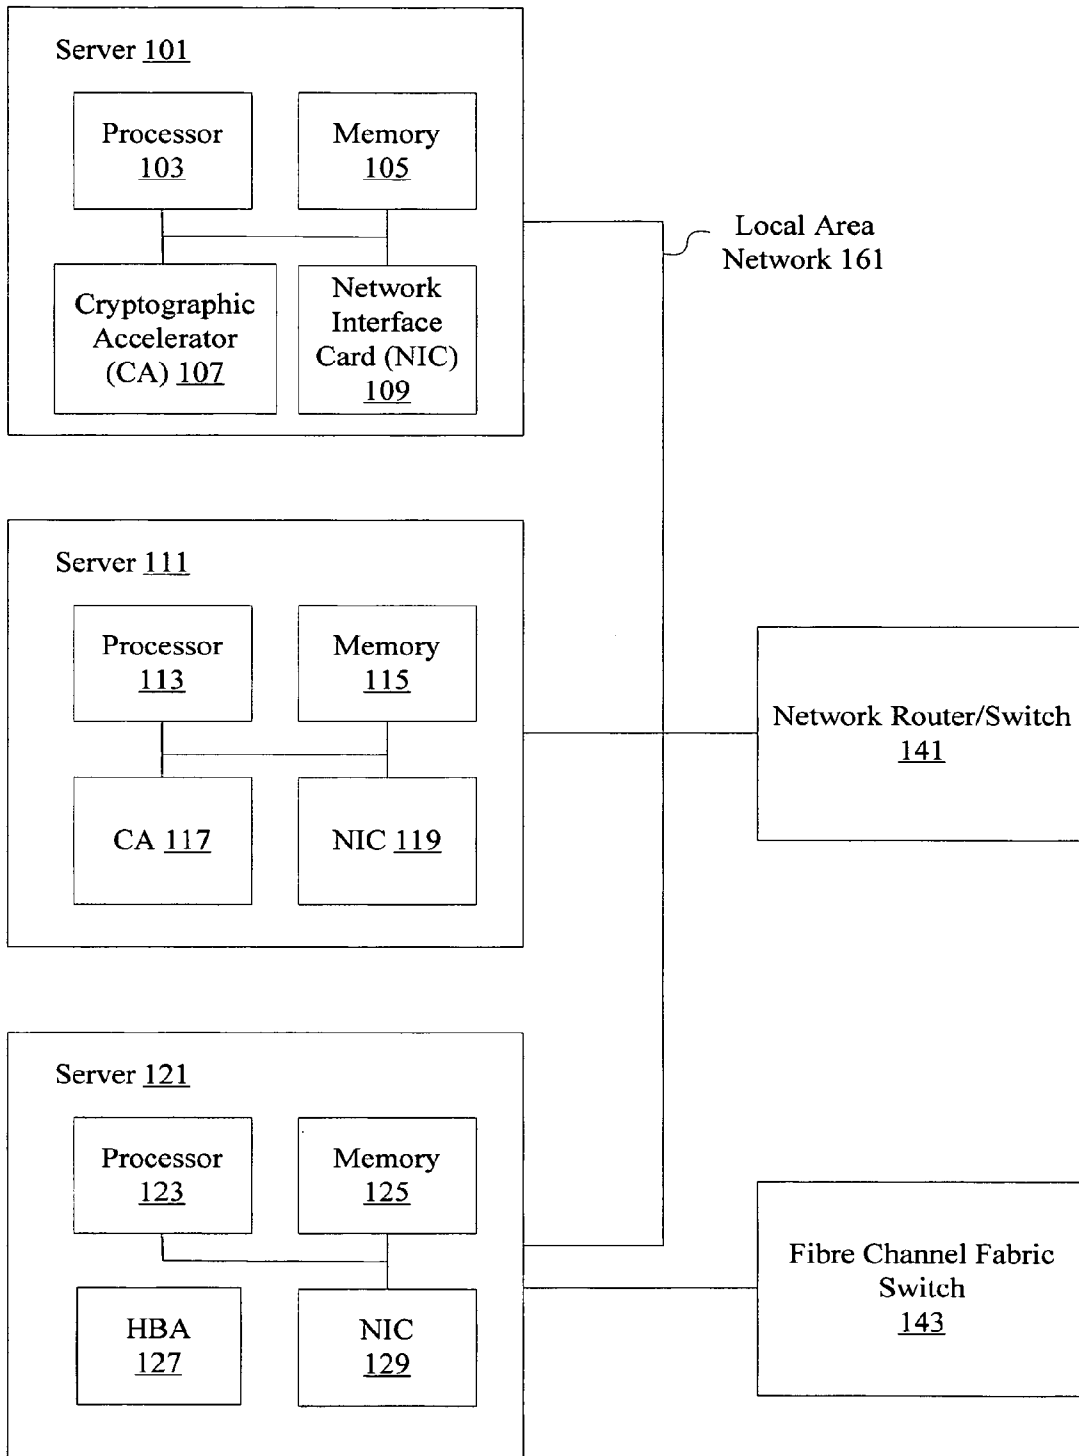 Server 101
Processor
103
Memory
105
Cryptographic
Accelerator
(CA) 107
Network
Interface
Card (NIC)
109
Local Area
Network 161
Server 111
Processor
113
Memory
115
CA 117
NIC 119
Network Router/Switch
141
Server 121
Processor
123
Memory
125
HBA
127
NIC
129
Fibre Channel Fabric
Switch
143